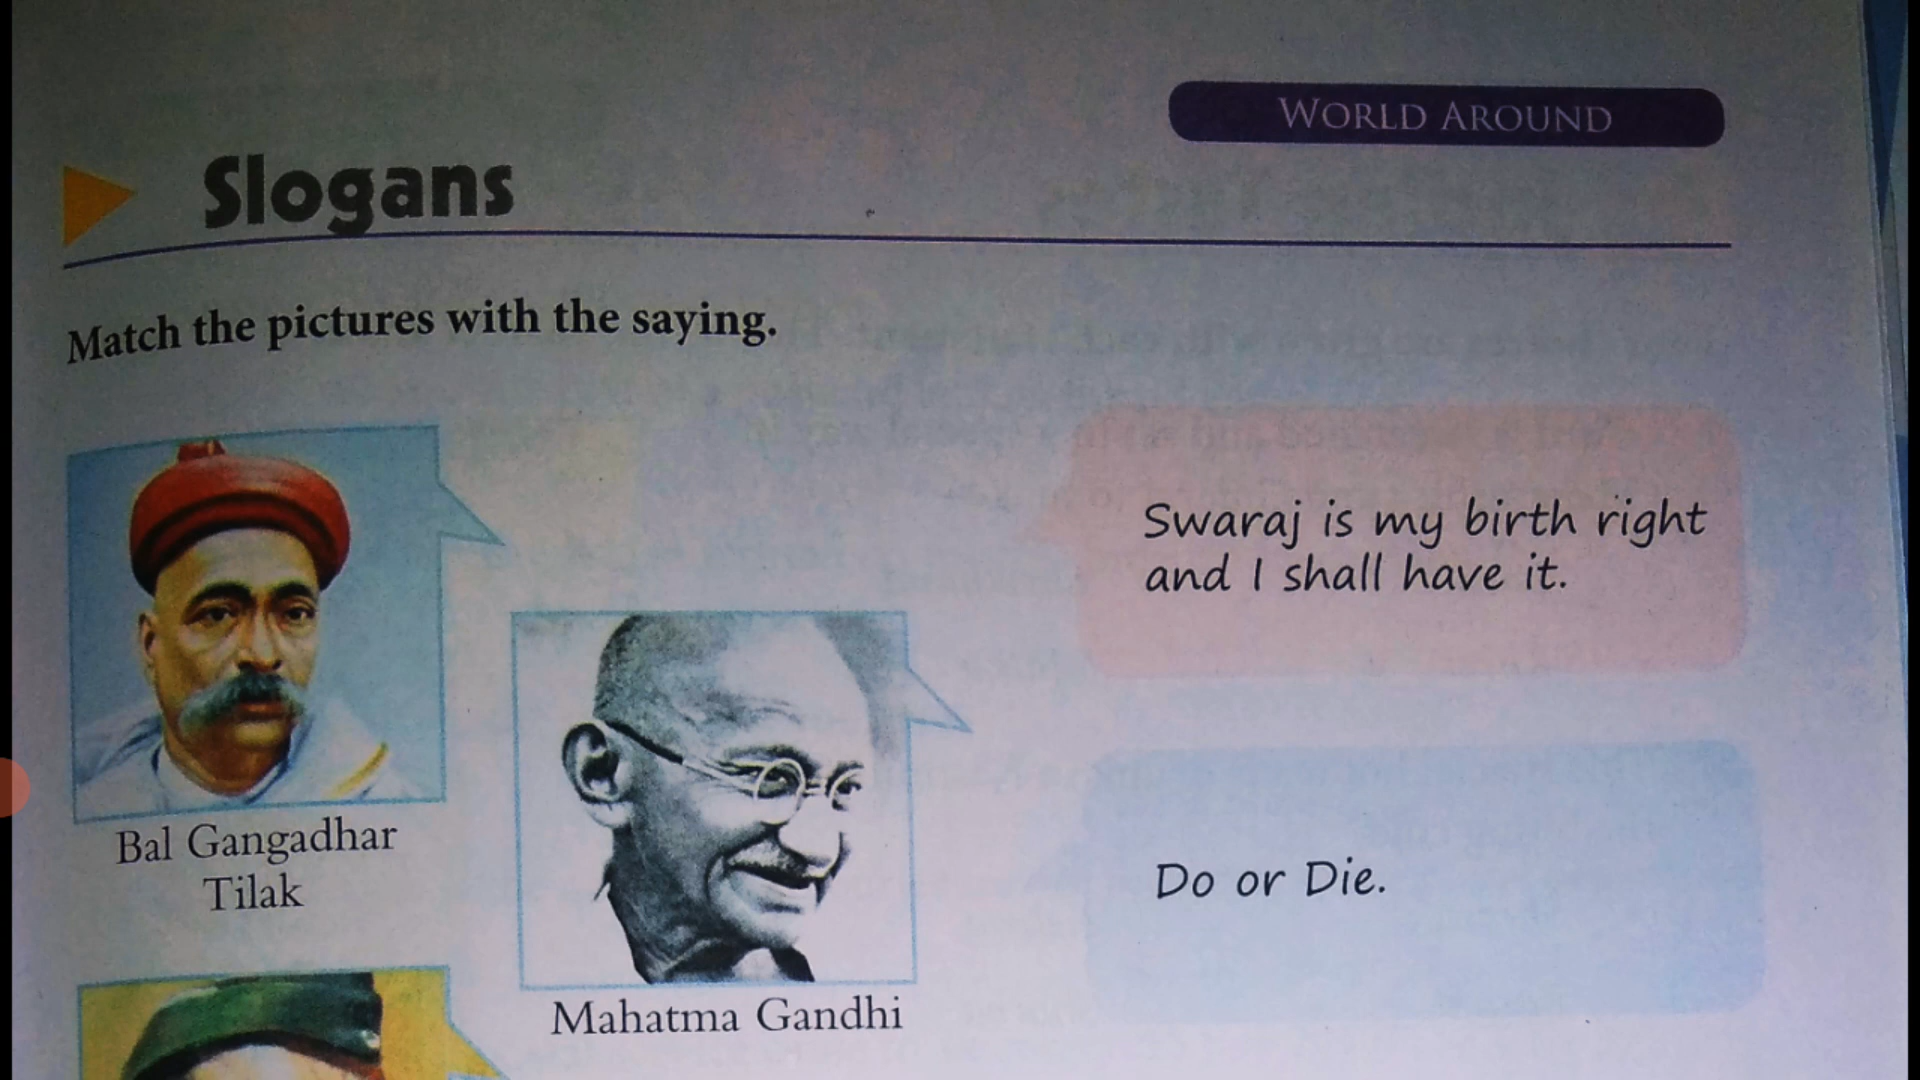 WORLD AROUND
Slogans
Match the pictures with the saying.
Swaraj is my birth right
and I shall have it.
Bal Gangadhar
Tilak
Do or Die.
Mahatma Gandhi